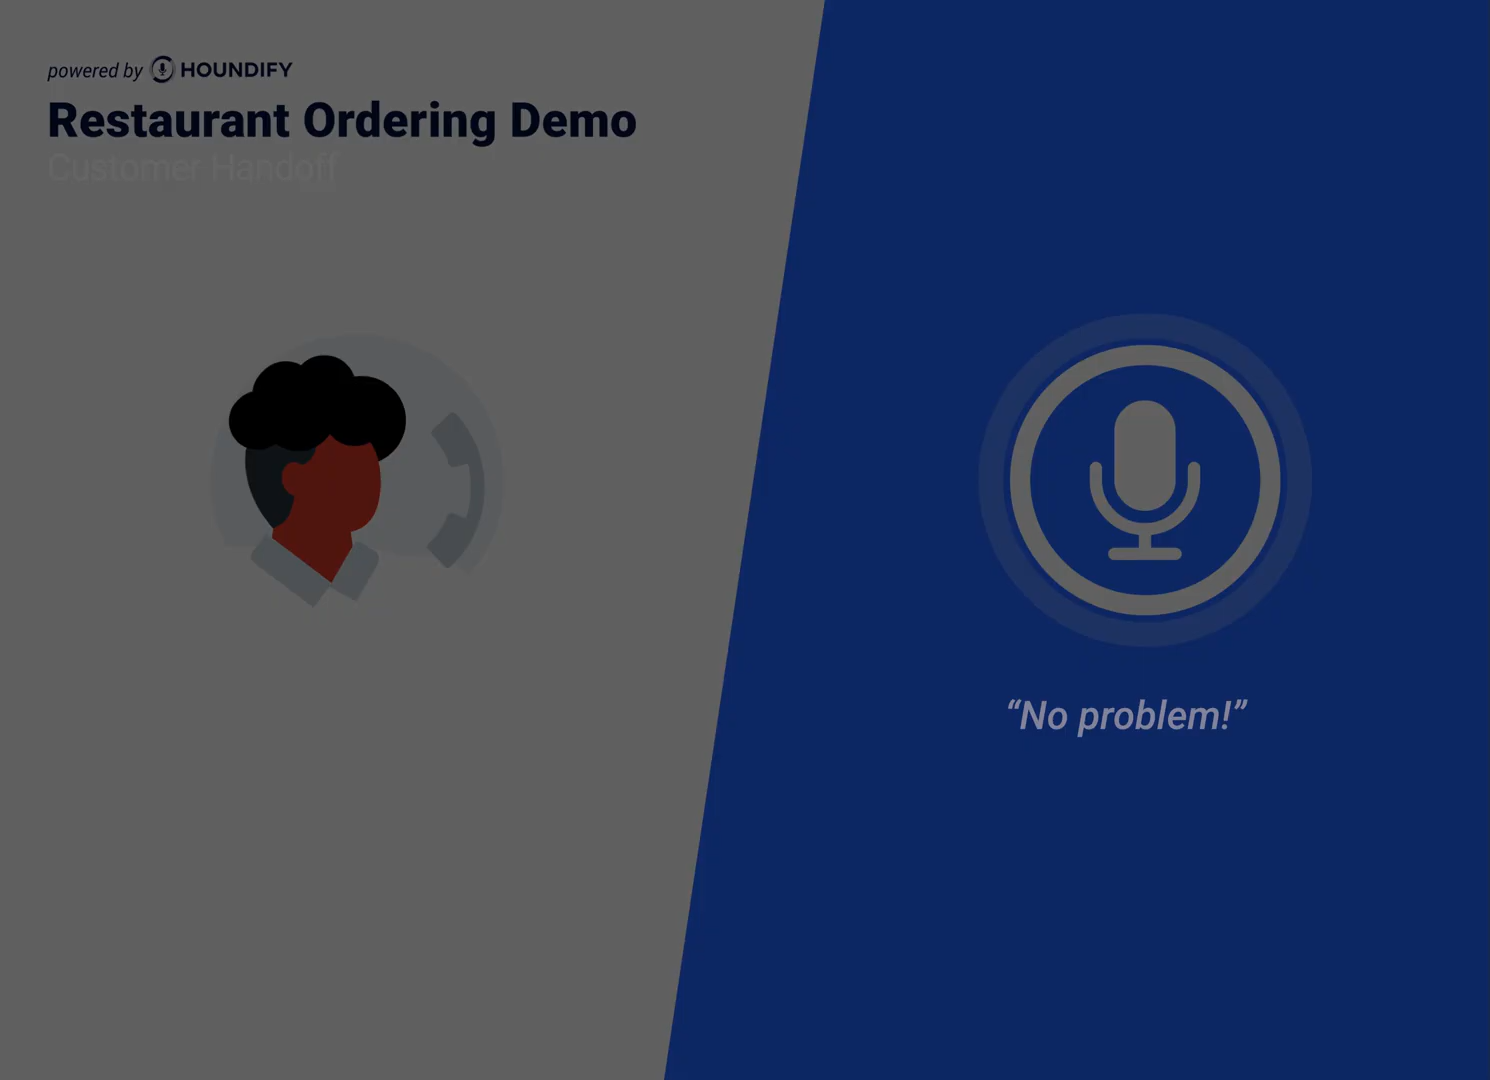 powered by HOUNDIFY
Restaurant Ordering Demo
Customer Handoff
“No problem!”